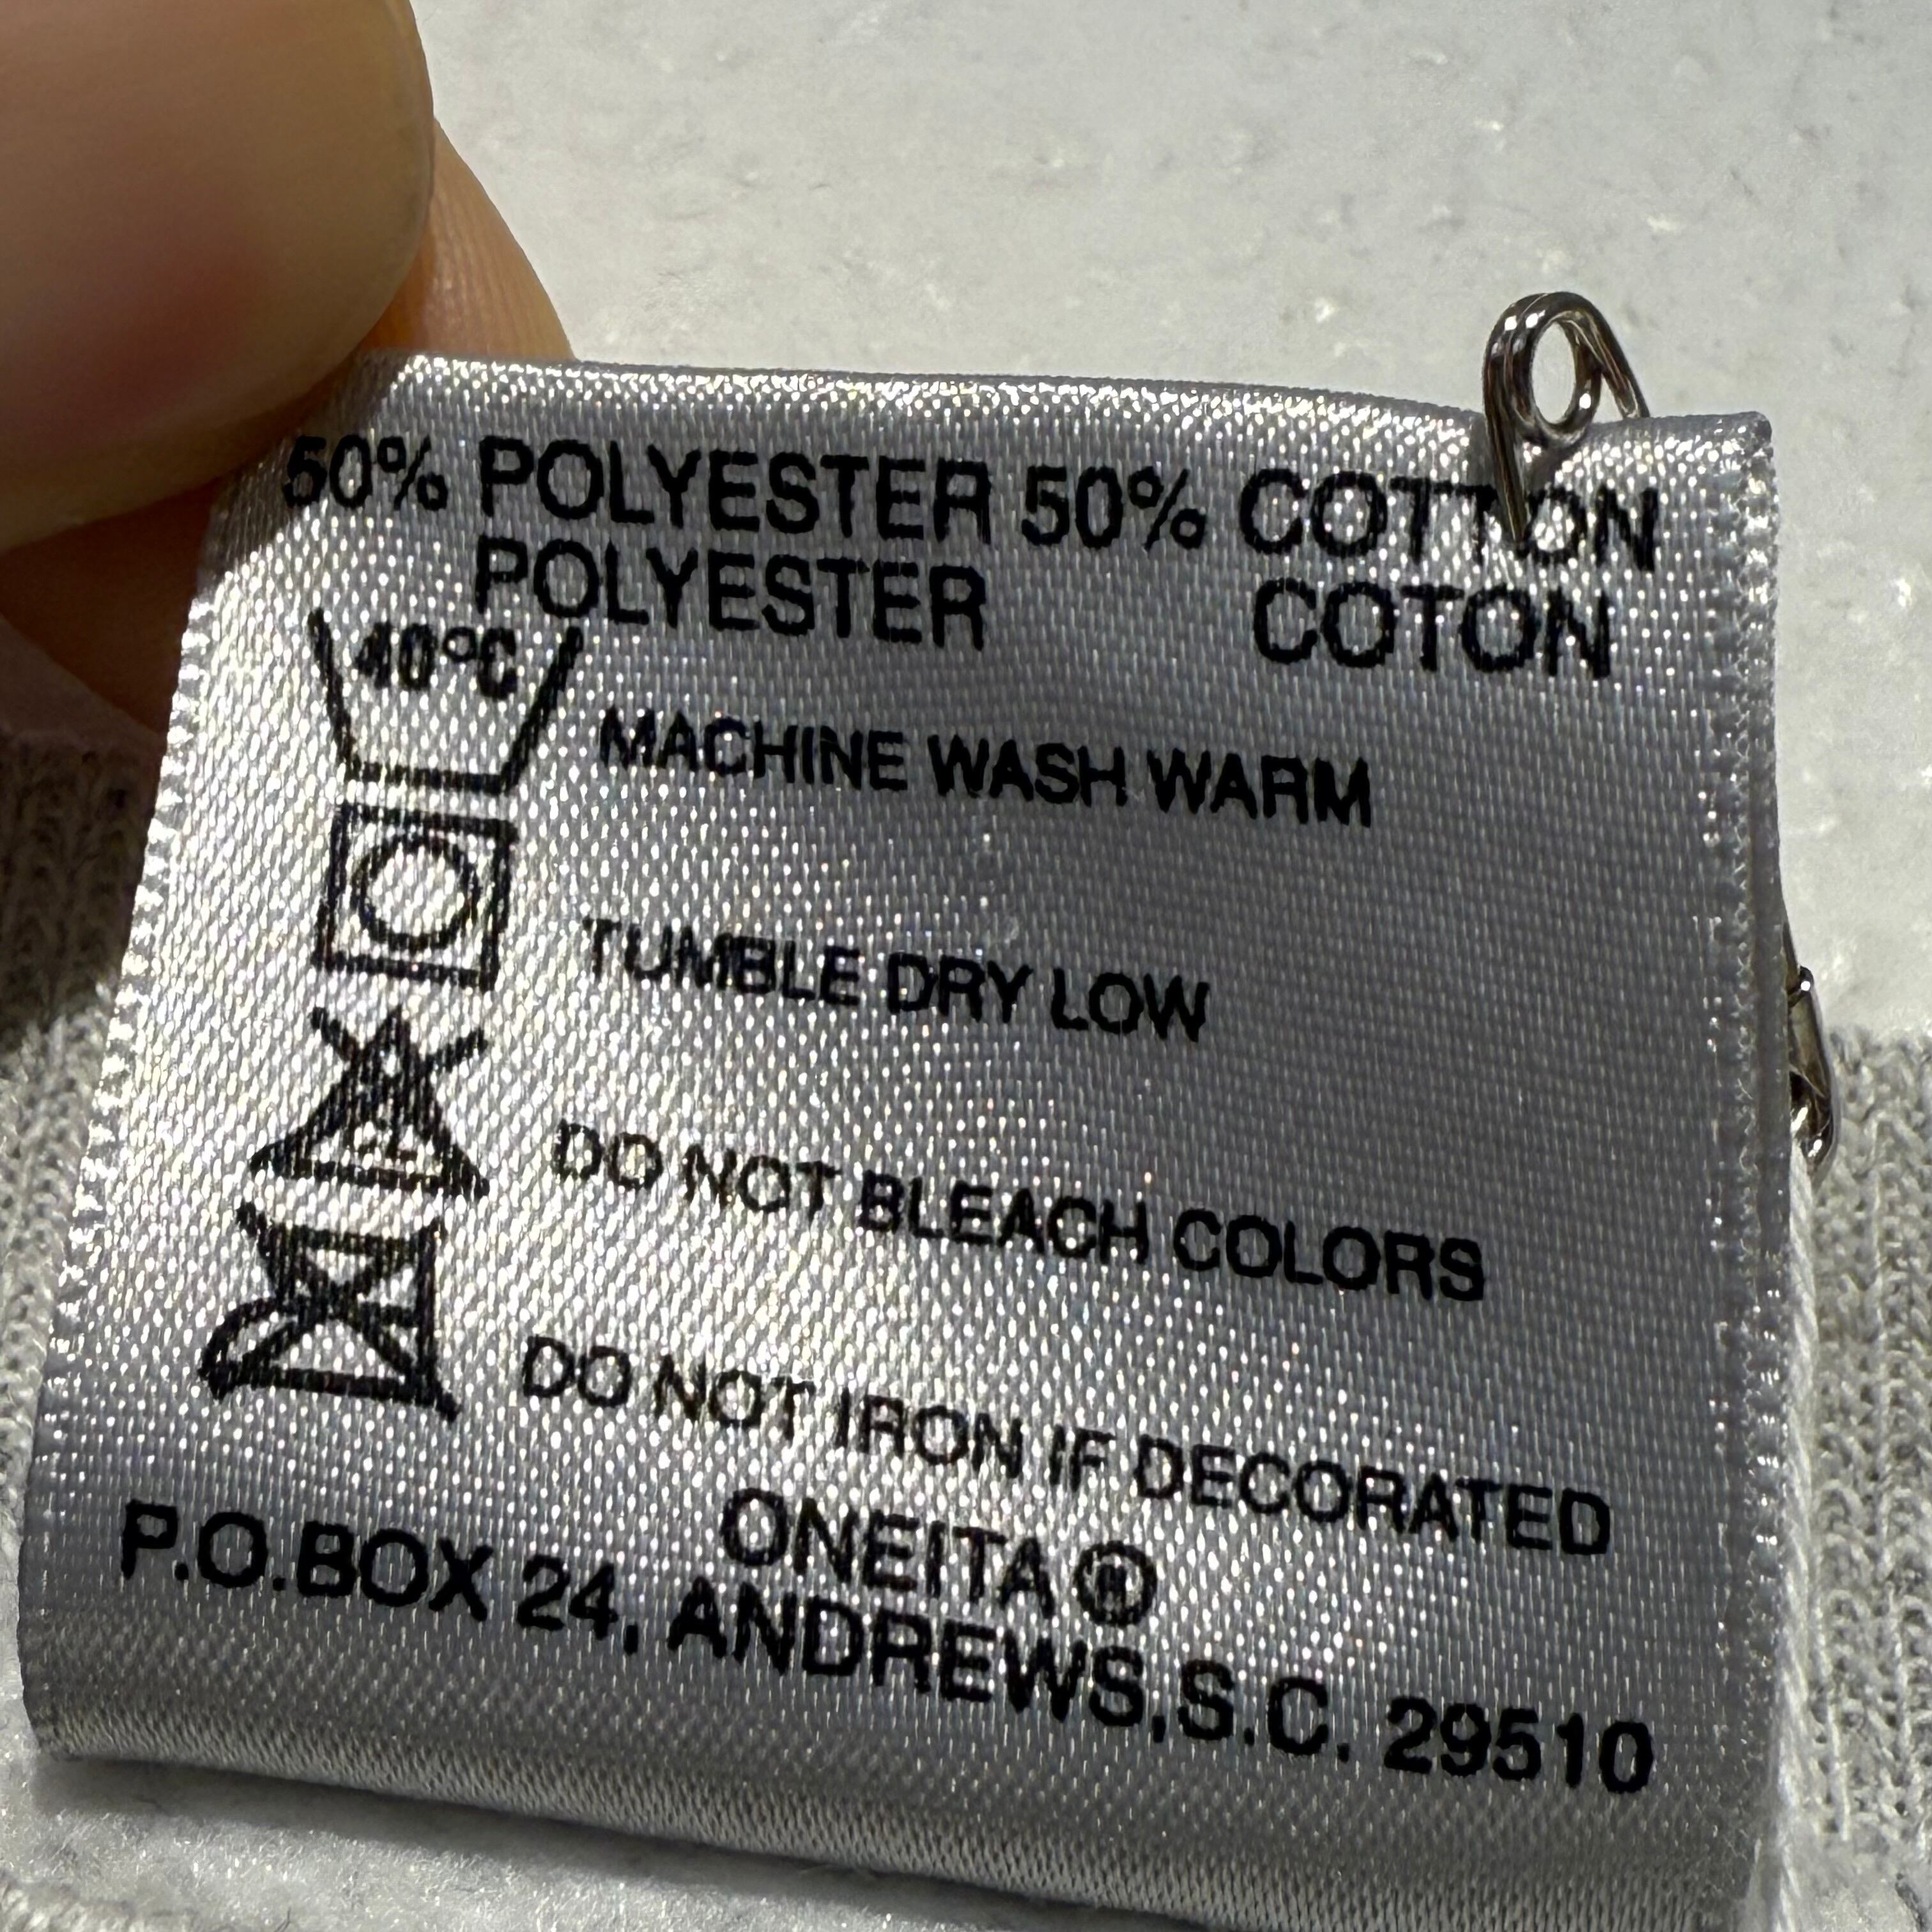 50% POLYESTER 50% COTTON
POLYESTER COTON
40°C
MACHINE WASH WARM
TUMBLE DRY LOW
DO NOT BLEACH COLORS
DO NOT IRON IF DECORATED
ONEITA®
P.O.BOX 24, ANDREWS,S.C. 29510